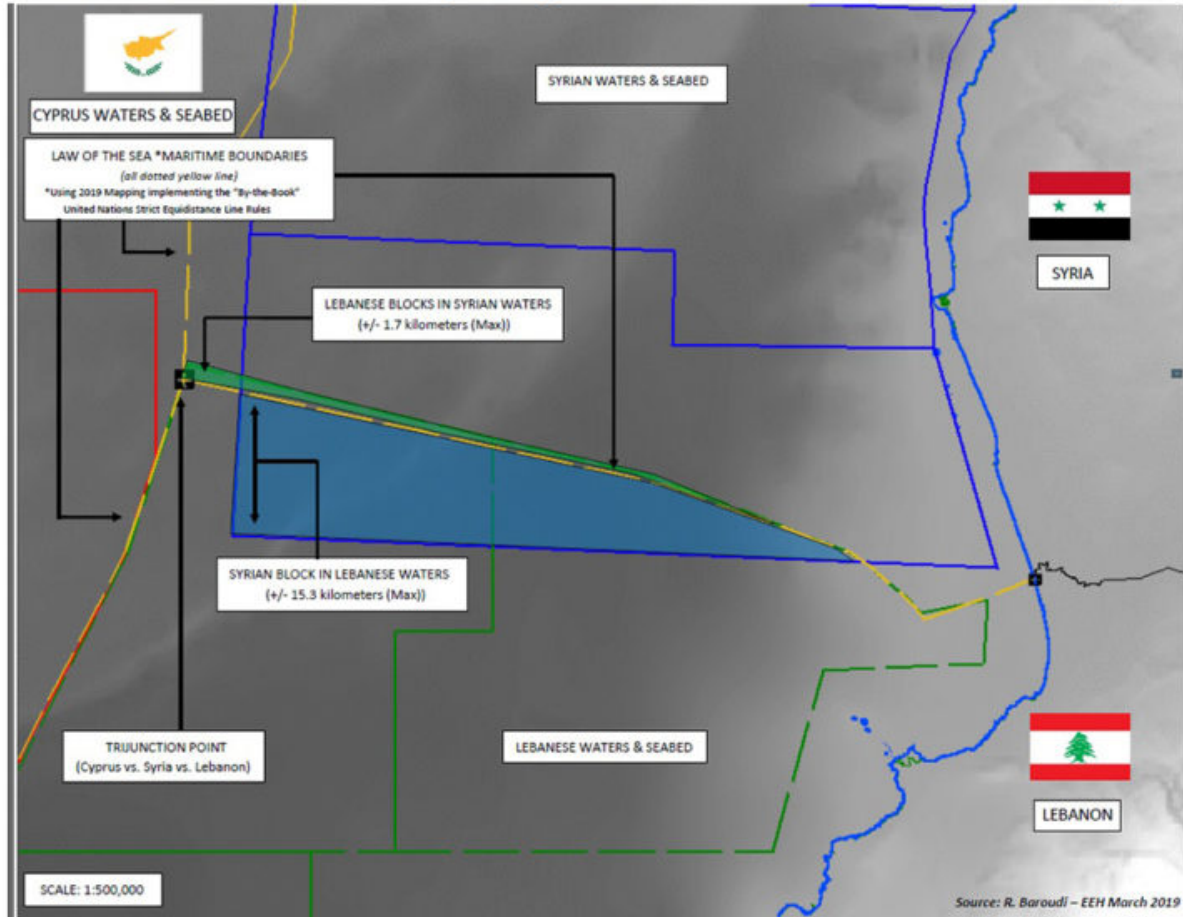 SYRIAN WATERS & SEABED
CYPRUS WATERS & SEABED
LAW OF THE SEA *MARITIME BOUNDARIES
(all dotted yellow line)
*Using 2019 Mapping implementing the "By-the-Book"
United Nations Strict Equidistance Line Rules
SYRIA
LEBANESE BLOCKS IN SYRIAN WATERS
(+/- 1.7 kilometers (Max))
SYRIAN BLOCK IN LEBANESE WATERS
(+/- 15.3 kilometers (Max))
TRIJUNCTION POINT
(Cyprus vs. Syria vs. Lebanon)
LEBANESE WATERS & SEABED
LEBANON
SCALE: 1:500,000
Source: R. Baroudi – EEH March 2019